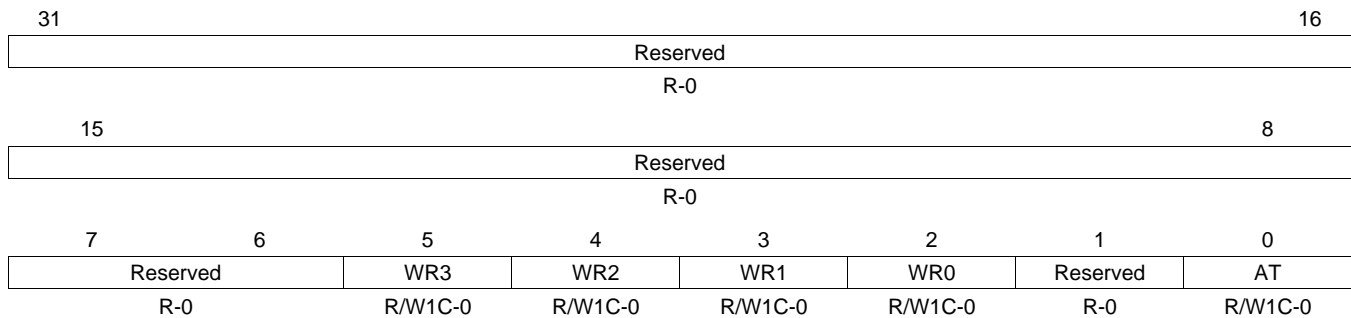 31 16
Reserved
R-0
15 8
Reserved
R-0
7 6 5 4 3 2 1 0
Reserved WR3 WR2 WR1 WR0 Reserved AT
R-0 R/W1C-0 R/W1C-0 R/W1C-0 R/W1C-0 R-0 R/W1C-0